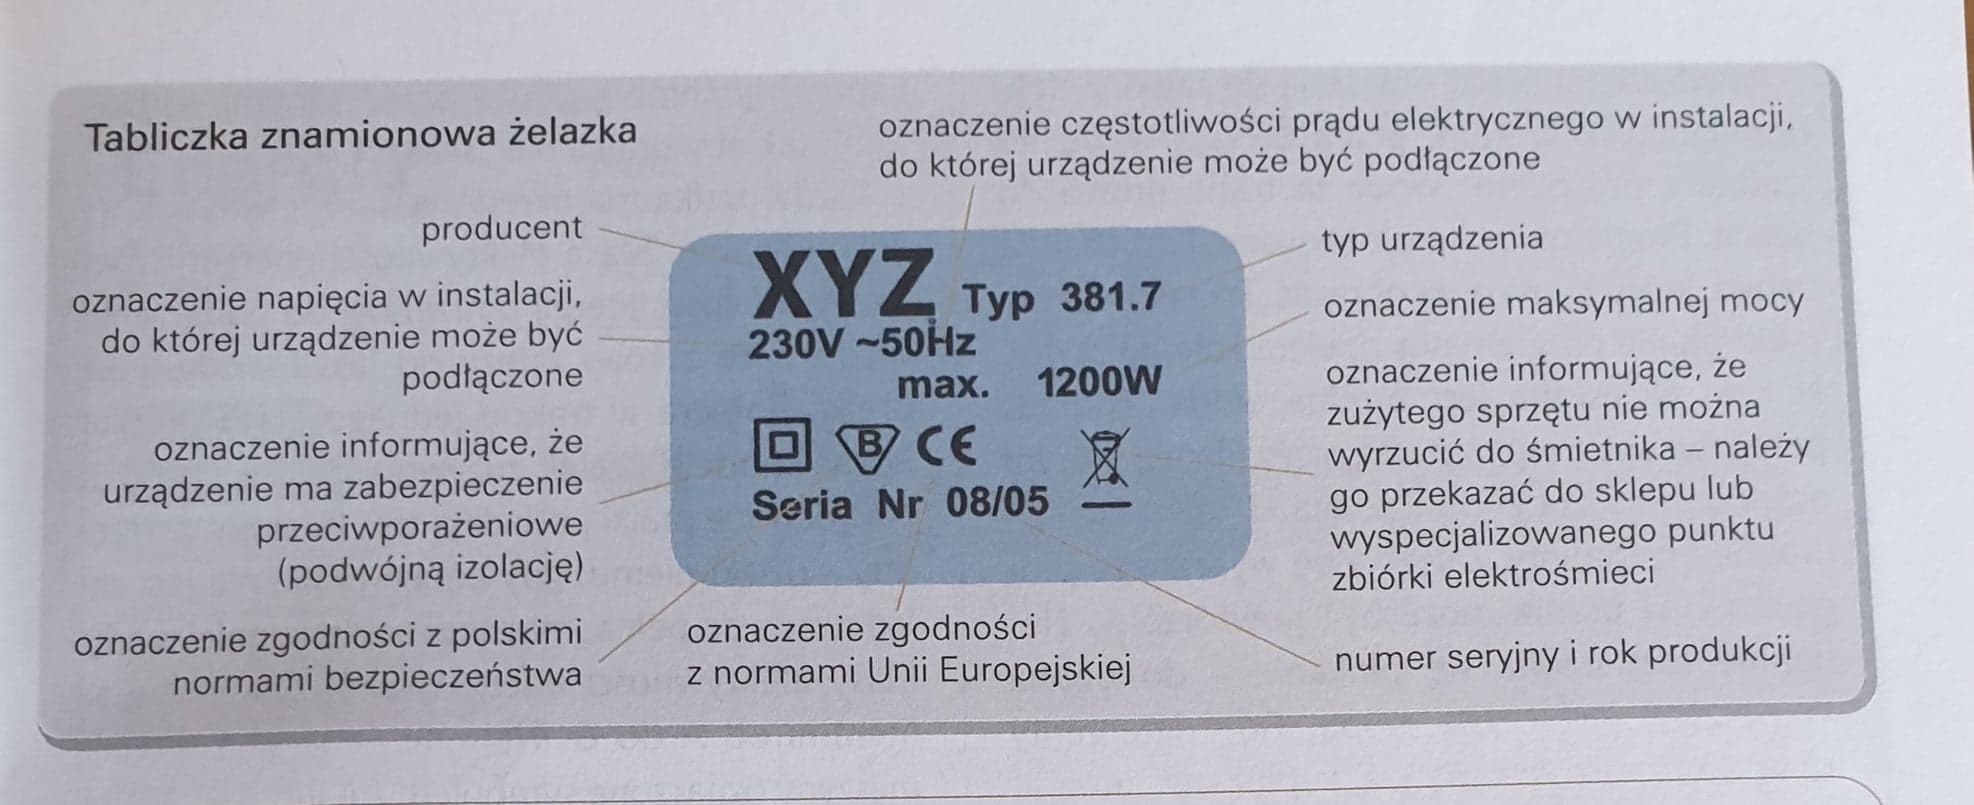 Tabliczka znamionowa żelazka
oznaczenie częstotliwości prądu elektrycznego w instalacji,
do której urządzenie może być podłączone
producent
oznaczenie napięcia w instalacji,
do której urządzenie może być
podłączone
oznaczenie informujące, że
urządzenie ma zabezpieczenie
przeciwporażeniowe
(podwójną izolację)
oznaczenie zgodności z polskimi
normami bezpieczeństwa
XYZ Typ 381.7
230V ~50Hz
max. 1200W
B CE
Seria Nr 08/05
oznaczenie zgodności
z normami Unii Europejskiej
typ urządzenia
oznaczenie maksymalnej mocy
oznaczenie informujące, że
zużytego sprzętu nie można
wyrzucić do śmietnika – należy
go przekazać do sklepu lub
wyspecjalizowanego punktu
zbiórki elektrośmieci
numer seryjny i rok produkcji